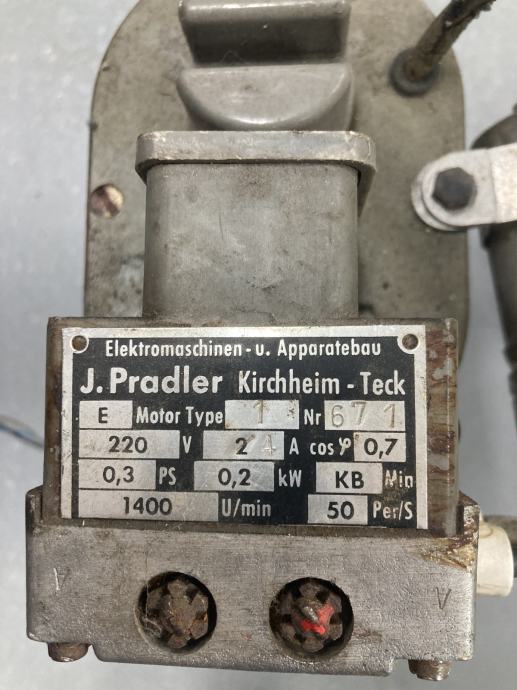 Elektromaschinen - u. Apparatebau
J. Pradler Kirchheim - Teck
E Motor Type 1 Nr 671
220 V 2,4 A cos φ 0,7
0,3 PS 0,2 kW KB Min
1400 U/min 50 Per/S
V V